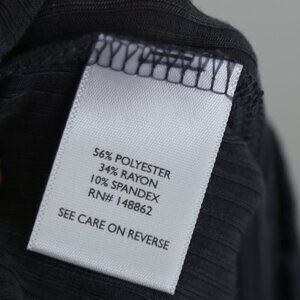 56% POLYESTER
34% RAYON
10% SPANDEX
RN# 148862
SEE CARE ON REVERSE